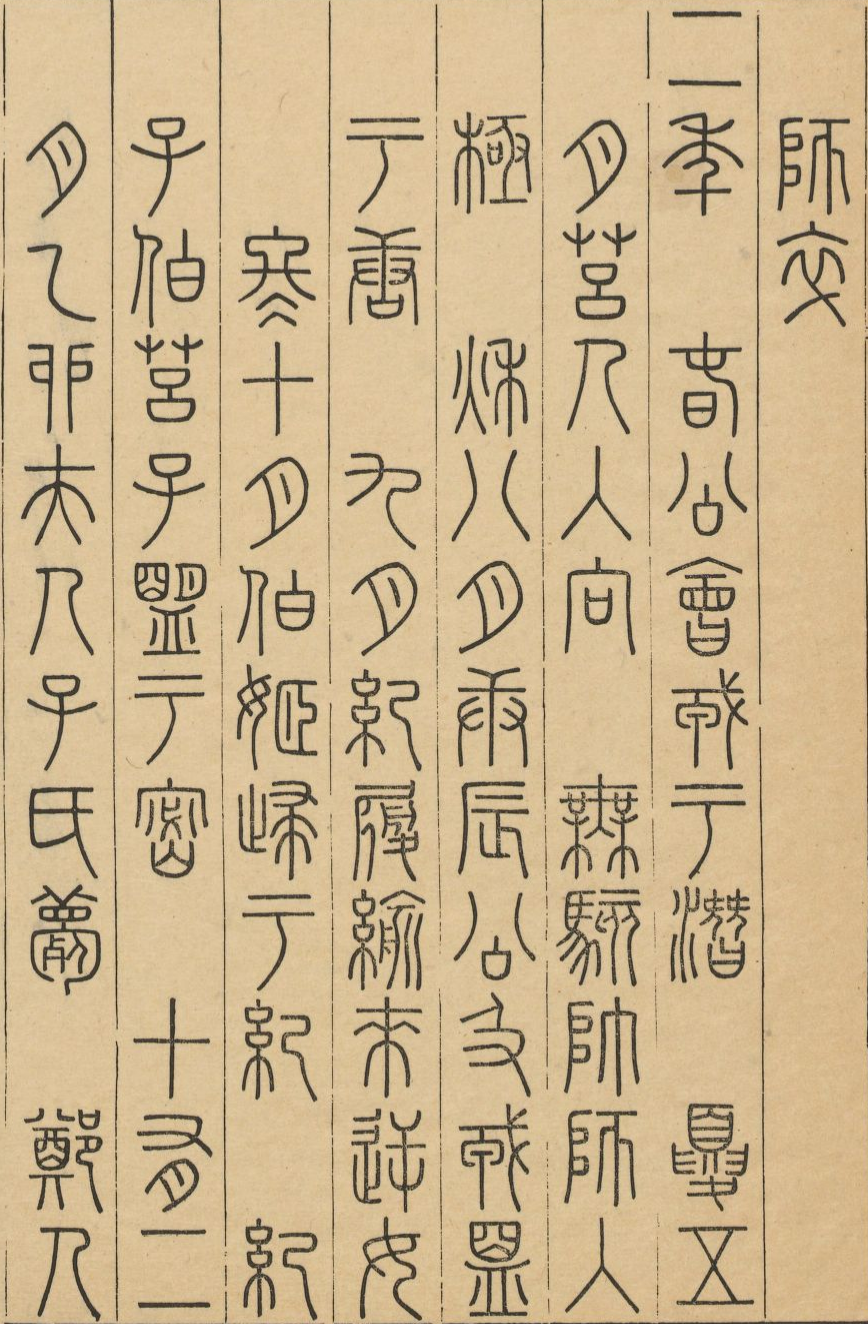 師卒
二年 春公會戎于潛 夏五
月莒人入向 無駭帥師入
極 秋八月庚辰公及戎盟
于唐 九月紀履緰來逆女
冬十月伯姬歸于紀 紀
子伯莒子盟于密 十有二
月乙卯夫人子氏薨 鄭人